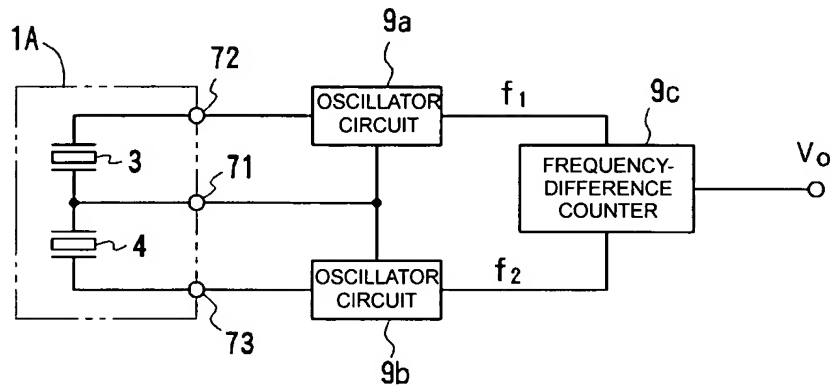 1A
72
9a
OSCILLATOR
CIRCUIT
f1
9c
3
71
FREQUENCY-
DIFFERENCE
COUNTER
Vo
4
OSCILLATOR
CIRCUIT
f2
73
9b